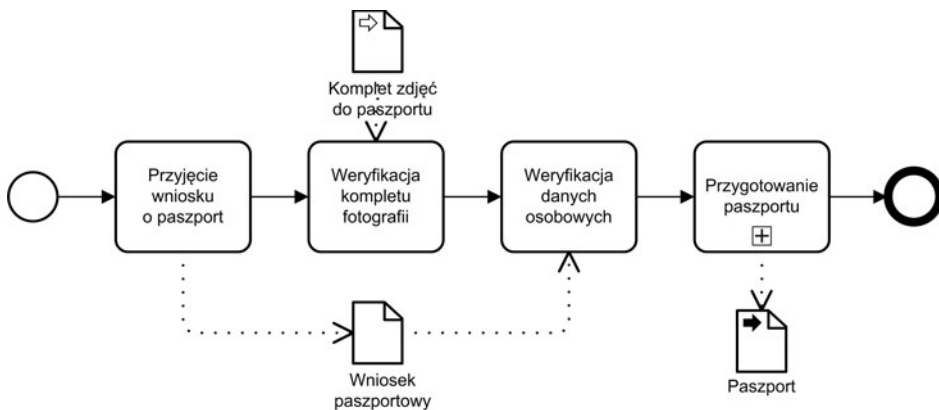 Komplet zdjęć
do paszportu
Przyjęcie
wniosku
o paszport
Weryfikacja
kompletu
fotografii
Weryfikacja
danych
osobowych
Przygotowanie
paszportu
Wniosek
paszportowy
Paszport